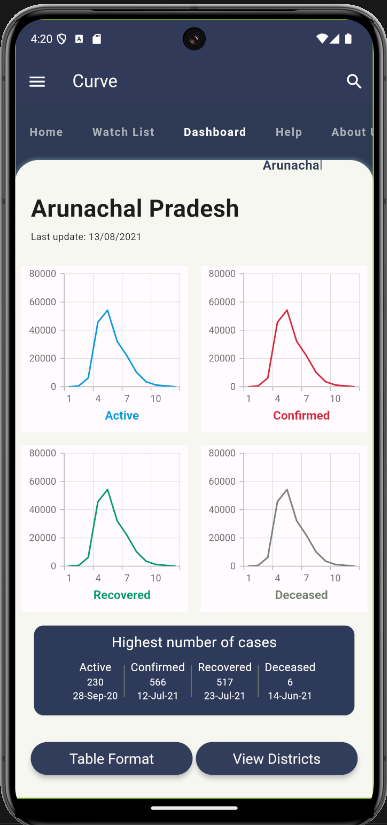 4:20
Curve
Home Watch List Dashboard Help About U
Arunachal
Arunachal Pradesh
Last update: 13/08/2021
80000
60000
40000
20000
0
1 4 7 10
Active
80000
60000
40000
20000
0
1 4 7 10
Confirmed
80000
60000
40000
20000
0
1 4 7 10
Recovered
80000
60000
40000
20000
0
1 4 7 10
Deceased
Highest number of cases
Active Confirmed Recovered Deceased
230 566 517 6
28-Sep-20 12-Jul-21 23-Jul-21 14-Jun-21
Table Format View Districts